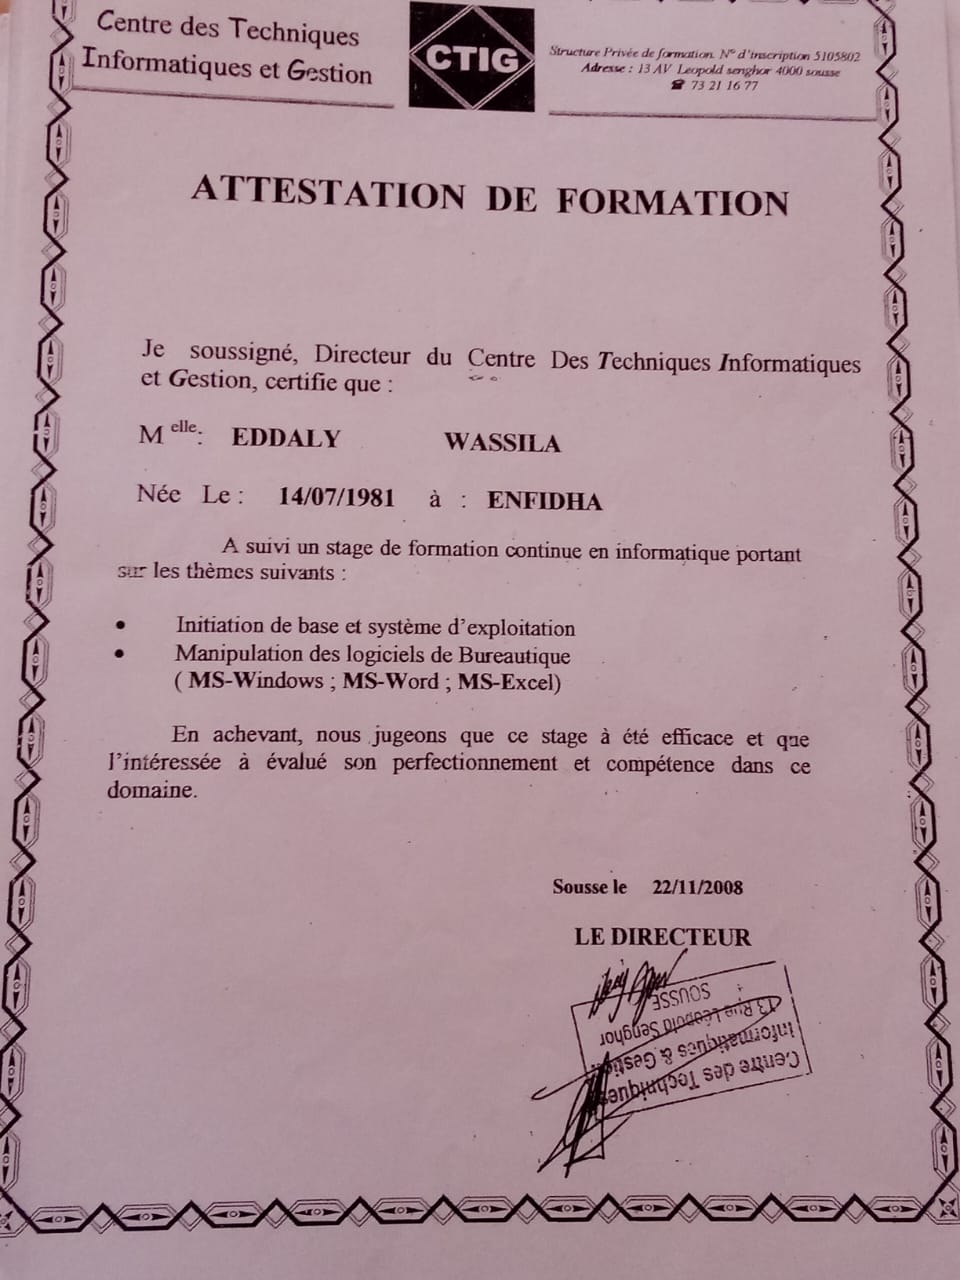 Centre des Techniques
Informatiques et Gestion
CTIG
Structure Privée de formation. N° d'inscription 5105802
Adresse : 13 AV Leopold senghor 4000 sousse
☎ 73 21 16 77
ATTESTATION DE FORMATION
Je soussigné, Directeur du Centre Des Techniques Informatiques
et Gestion, certifie que :
M elle: EDDALY WASSILA
Née Le : 14/07/1981 à : ENFIDHA
A suivi un stage de formation continue en informatique portant
sur les thèmes suivants :
• Initiation de base et système d'exploitation
• Manipulation des logiciels de Bureautique
( MS-Windows ; MS-Word ; MS-Excel)
En achevant, nous jugeons que ce stage à été efficace et que
l'intéressée à évalué son perfectionnement et compétence dans ce
domaine.
Sousse le 22/11/2008
LE DIRECTEUR
Centre des Techniques
Informatiques & Gestion
13 Rue Léopold Senghor
SOUSSE